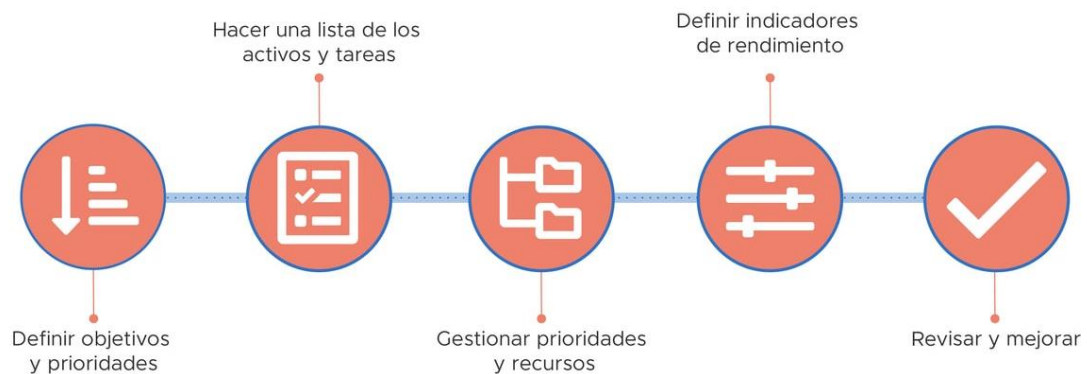 Hacer una lista de los
activos y tareas
Definir indicadores
de rendimiento
Definir objetivos
y prioridades
Gestionar prioridades
y recursos
Revisar y mejorar